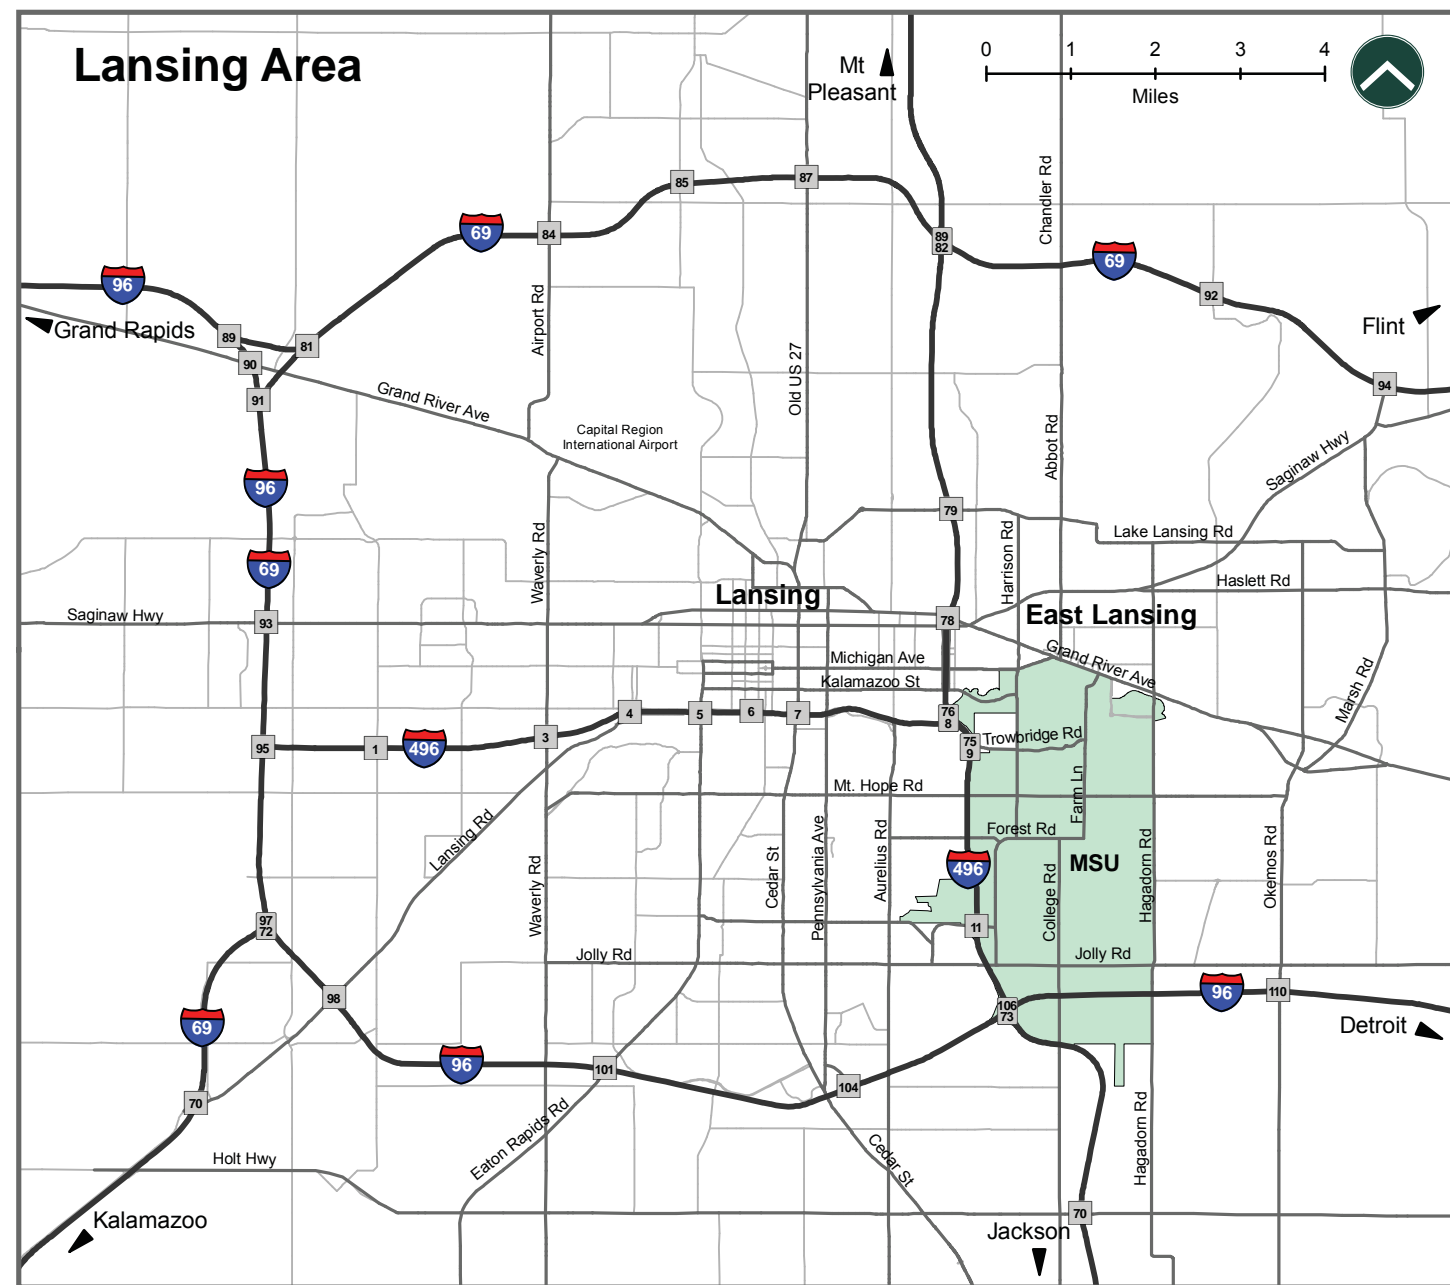 Lansing Area
Mt
Pleasant
0 1 2 3 4
Miles
Chandler Rd
85
87
84
69
89
82
69
92
96
Airport Rd
Grand Rapids
Flint
89
81
90
91
94
Old US 27
Grand River Ave
Capital Region
International Airport
Abbot Rd
Saginaw Hwy
96
79
Lake Lansing Rd
Waverly Rd
Harrison Rd
69
Haslett Rd
Lansing
East Lansing
Saginaw Hwy
93
78
Grand River Ave
Michigan Ave
Kalamazoo St
Marsh Rd
4
5
6
7
76
8
3
95
1
496
75
9
Trowbridge Rd
Mt. Hope Rd
Farm Ln
Lansing Rd
Forest Rd
Waverly Rd
Cedar St
Pennsylvania Ave
Aurelius Rd
496
MSU
College Rd
Hagadorn Rd
Okemos Rd
97
72
11
Jolly Rd
Jolly Rd
98
106
73
96
110
69
Detroit
96
101
104
70
Eaton Rapids Rd
Cedar St
Hagadorn Rd
Holt Hwy
Kalamazoo
70
Jackson